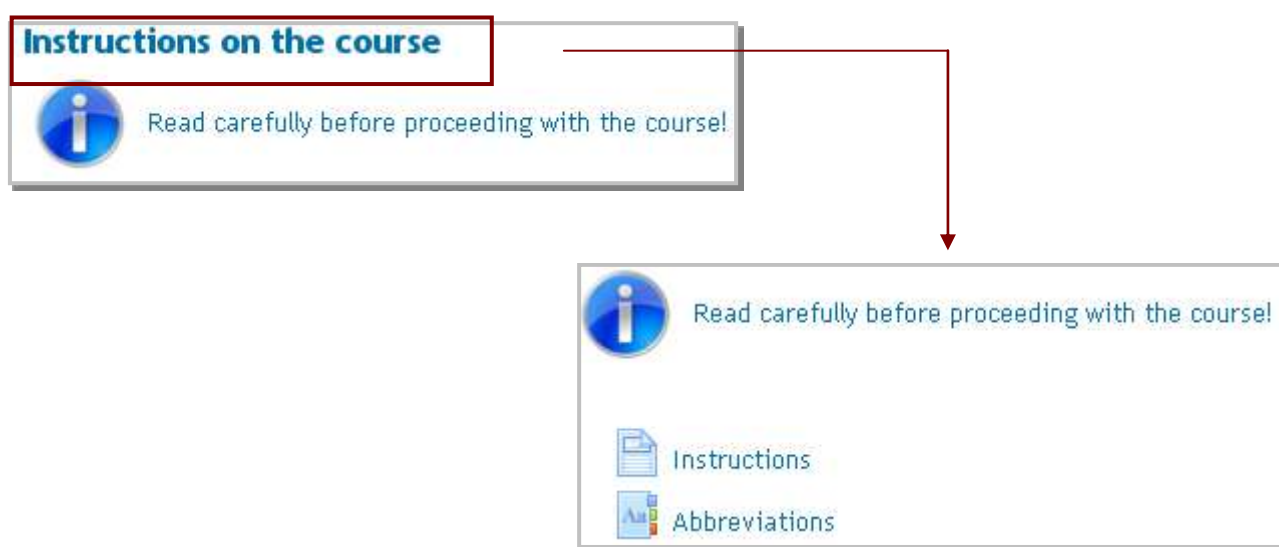 Instructions on the course
Read carefully before proceeding with the course!
Read carefully before proceeding with the course!
Instructions
Abbreviations